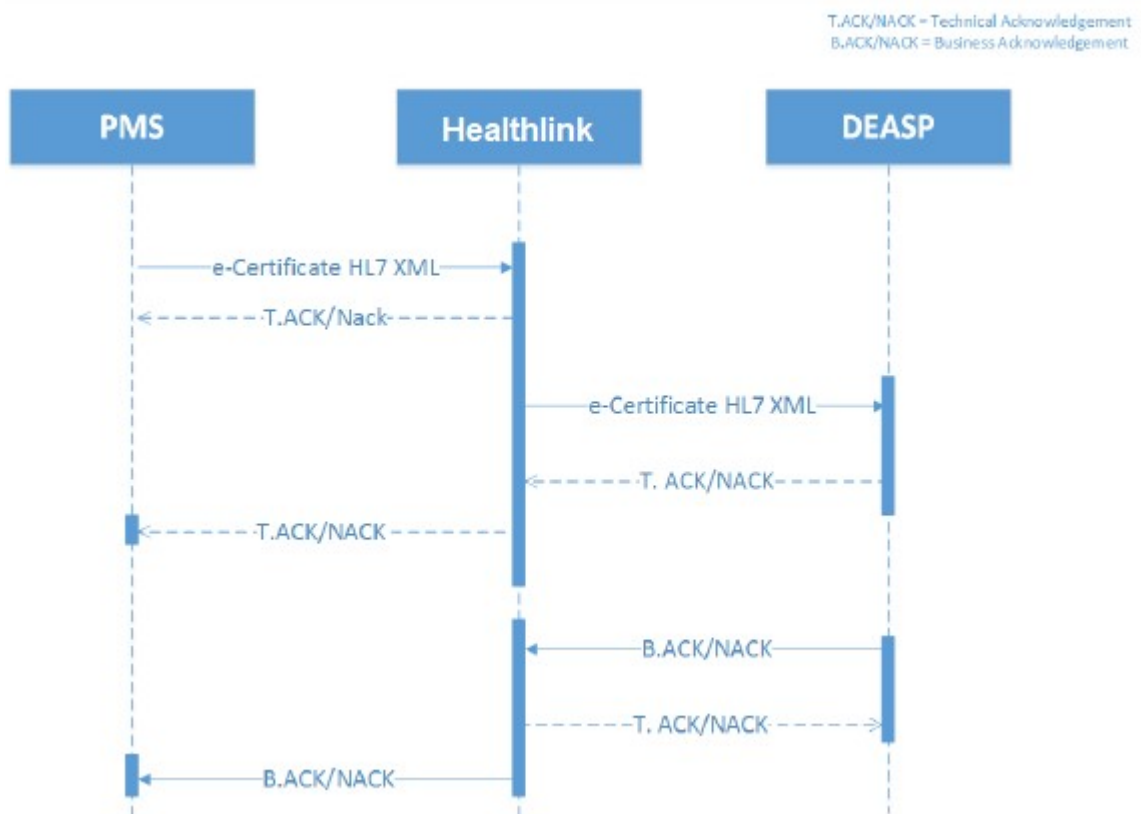 T.ACK/NACK = Technical Acknowledgement
B.ACK/NACK = Business Acknowledgement
PMS
Healthlink
DEASP
e-Certificate HL7 XML
T.ACK/Nack
e-Certificate HL7 XML
T. ACK/NACK
T.ACK/NACK
B.ACK/NACK
T. ACK/NACK
B.ACK/NACK